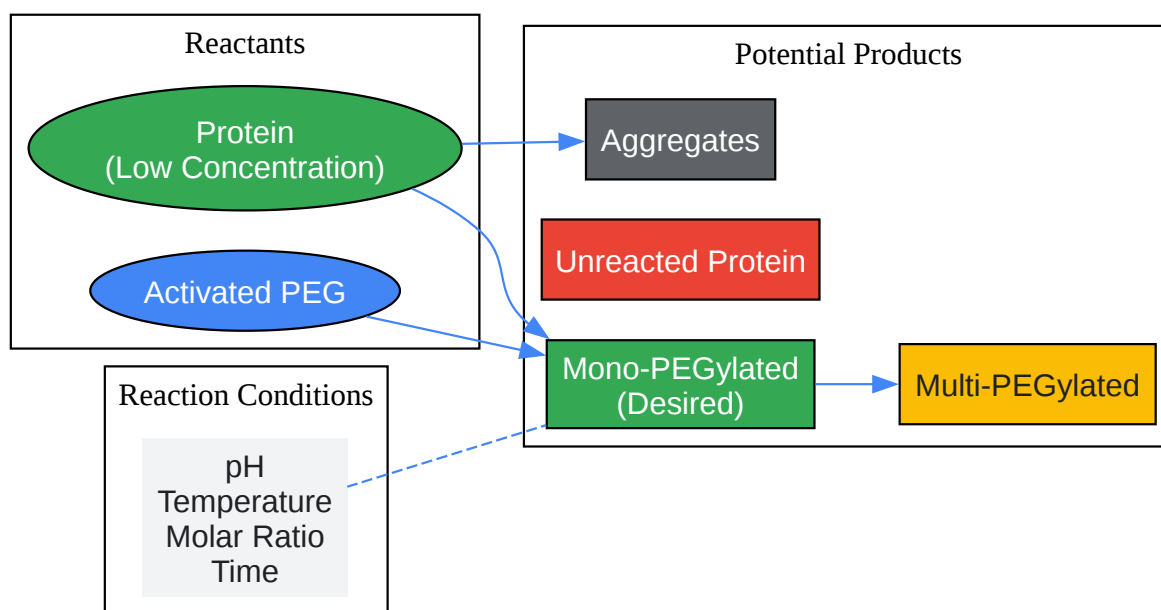 Reactants
Protein
(Low Concentration)
Activated PEG
Potential Products
Aggregates
Unreacted Protein
Mono-PEGylated
(Desired)
Multi-PEGylated
Reaction Conditions
pH
Temperature
Molar Ratio
Time